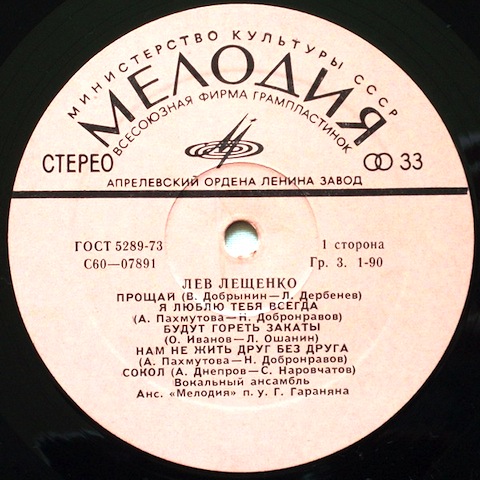 МИНИСТЕРСТВО КУЛЬТУРЫ СССР
МЕЛОДИЯ
ВСЕСОЮЗНАЯ ФИРМА ГРАМПЛАСТИНОК
СТЕРЕО 33
АПРЕЛЕВСКИЙ ОРДЕНА ЛЕНИНА ЗАВОД
ГОСТ 5289-73 1 сторона
С60—07891 Гр. 3. 1-90
ЛЕВ ЛЕЩЕНКО
ПРОЩАЙ (В. Добрынин—Л. Дербенев)
Я ЛЮБЛЮ ТЕБЯ ВСЕГДА
(А. Пахмутова—Н. Добронравов)
БУДУТ ГОРЕТЬ ЗАКАТЫ
(О. Иванов—Л. Ошанин)
НАМ НЕ ЖИТЬ ДРУГ БЕЗ ДРУГА
(А. Пахмутова—Н. Добронравов)
СОКОЛ (А. Днепров—С. Наровчатов)
Вокальный ансамбль
Анс. «Мелодия» п. у. Г. Гараняна